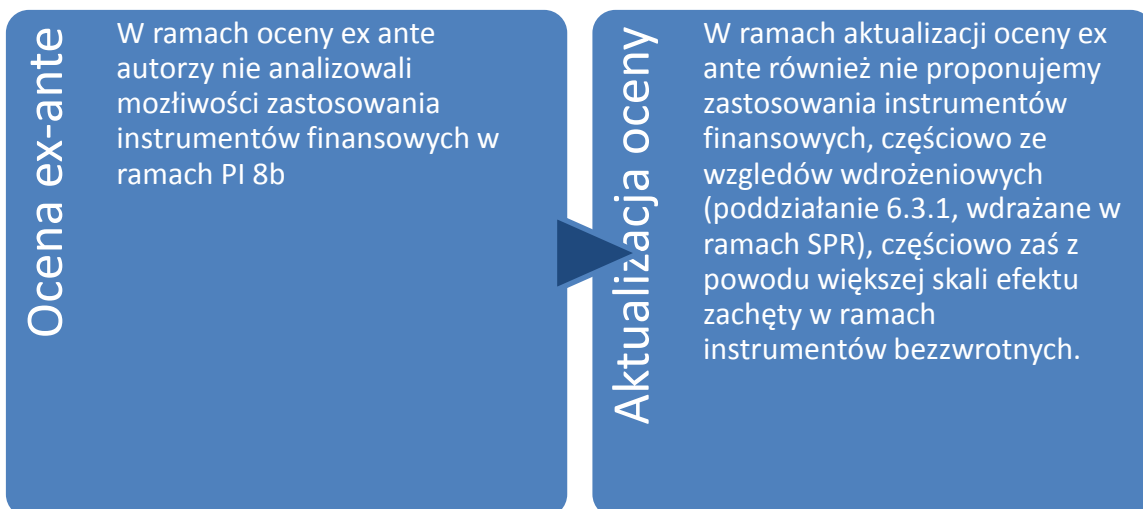 Ocena ex-ante
W ramach oceny ex ante
autorzy nie analizowali
mozłiwości zastosowania
instrumentów finansowych w
ramach PI 8b
Aktualizacja oceny
W ramach aktualizacji oceny ex
ante również nie proponujemy
zastosowania instrumentów
finansowych, częściowo ze
wzgledów wdrożeniowych
(poddziałanie 6.3.1, wdrażane w
ramach SPR), częściowo zaś z
powodu większej skali efektu
zachęty w ramach
instrumentów bezzwrotnych.